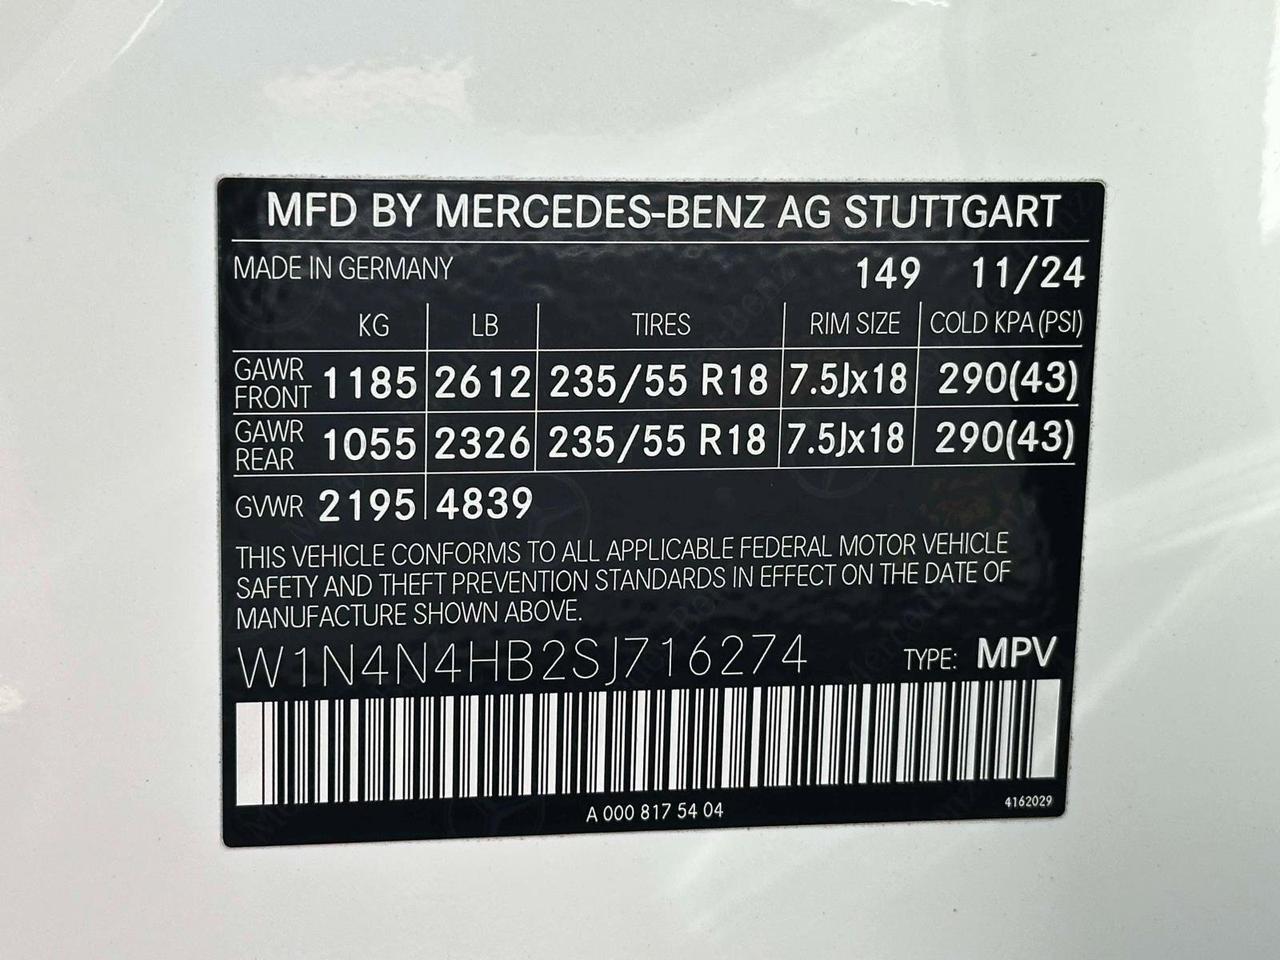 MFD BY MERCEDES-BENZ AG STUTTGART
MADE IN GERMANY 149 11/24
KG LB TIRES RIM SIZE COLD KPA (PSI)
GAWR FRONT 1185 2612 235/55 R18 7.5Jx18 290(43)
GAWR REAR 1055 2326 235/55 R18 7.5Jx18 290(43)
GVWR 2195 4839
THIS VEHICLE CONFORMS TO ALL APPLICABLE FEDERAL MOTOR VEHICLE
SAFETY AND THEFT PREVENTION STANDARDS IN EFFECT ON THE DATE OF
MANUFACTURE SHOWN ABOVE.
W1N4N4HB2SJ716274 TYPE: MPV
A 000 817 54 04 4162029